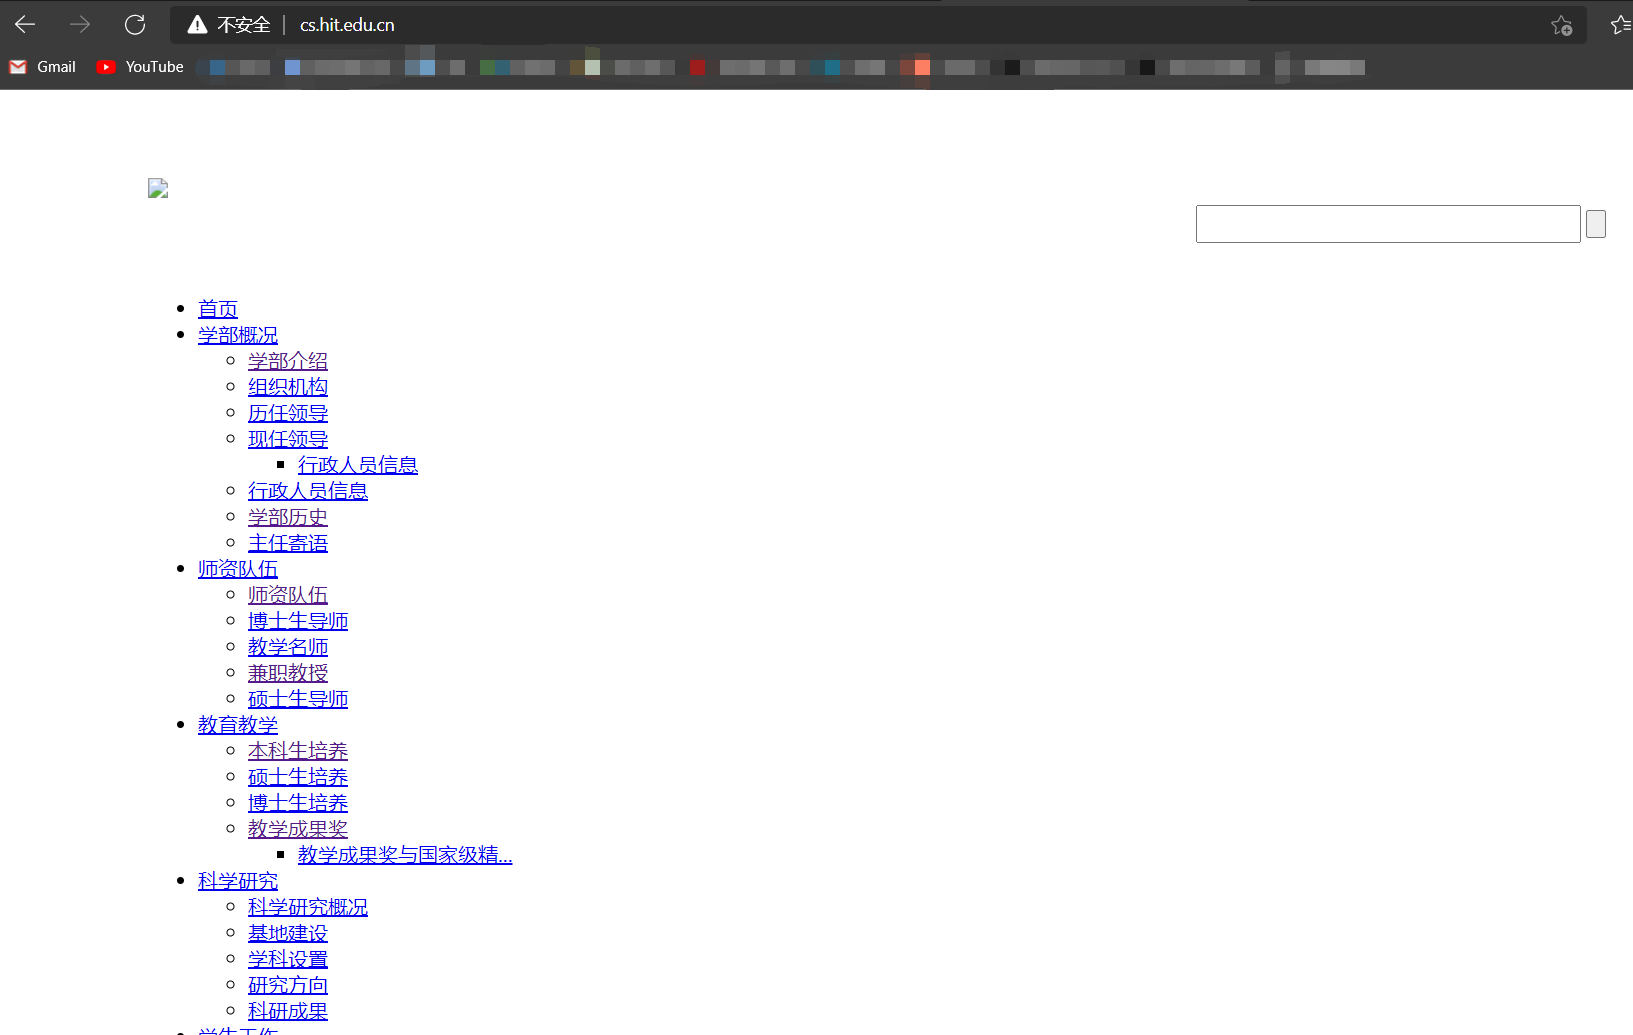 不安全 cs.hit.edu.cn
Gmail YouTube
首页
学部概况
学部介绍
组织机构
历任领导
现任领导
行政人员信息
行政人员信息
学部历史
主任寄语
师资队伍
师资队伍
博士生导师
教学名师
兼职教授
硕士生导师
教育教学
本科生培养
硕士生培养
博士生培养
教学成果奖
教学成果奖与国家级精...
科学研究
科学研究概况
基地建设
学科设置
研究方向
科研成果
学生工作